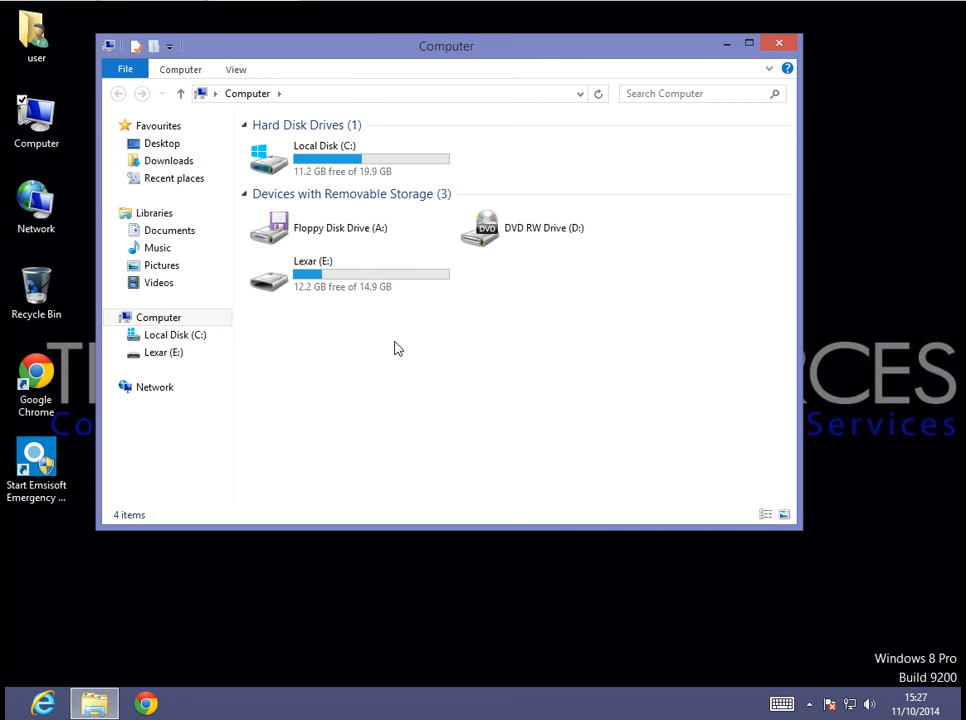 user
Computer
Network
Recycle Bin
Google
Chrome
Start Emsisoft
Emergency ...
Computer
File
Computer
View
Computer
Search Computer
Favourites
Desktop
Downloads
Recent places
Libraries
Documents
Music
Pictures
Videos
Computer
Local Disk (C:)
Lexar (E:)
Network
Hard Disk Drives (1)
Local Disk (C:)
11.2 GB free of 19.9 GB
Devices with Removable Storage (3)
Floppy Disk Drive (A:)
DVD
DVD RW Drive (D:)
Lexar (E:)
12.2 GB free of 14.9 GB
4 items
Services
Windows 8 Pro
Build 9200
15:27
11/10/2014